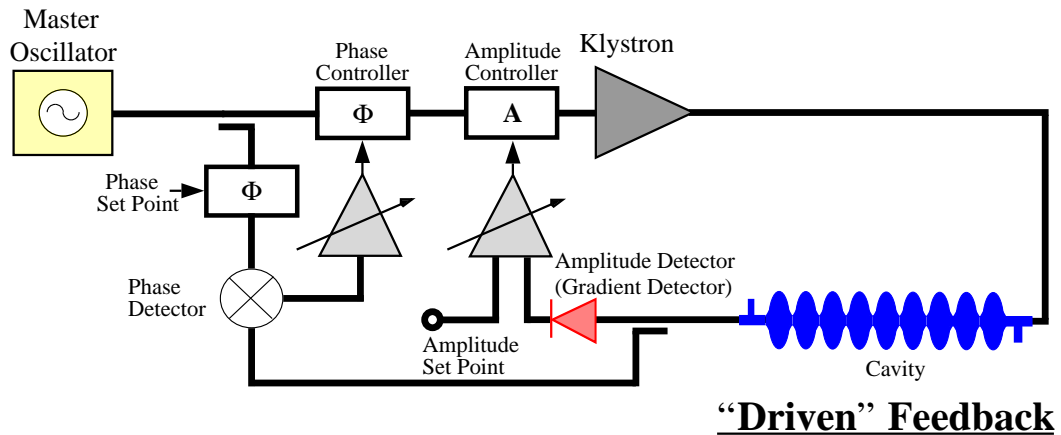 Master
Oscillator
Phase
Controller
Amplitude
Controller
Klystron
Φ
A
Phase
Set Point
Φ
Phase
Detector
Amplitude Detector
(Gradient Detector)
Amplitude
Set Point
Cavity
“Driven” Feedback